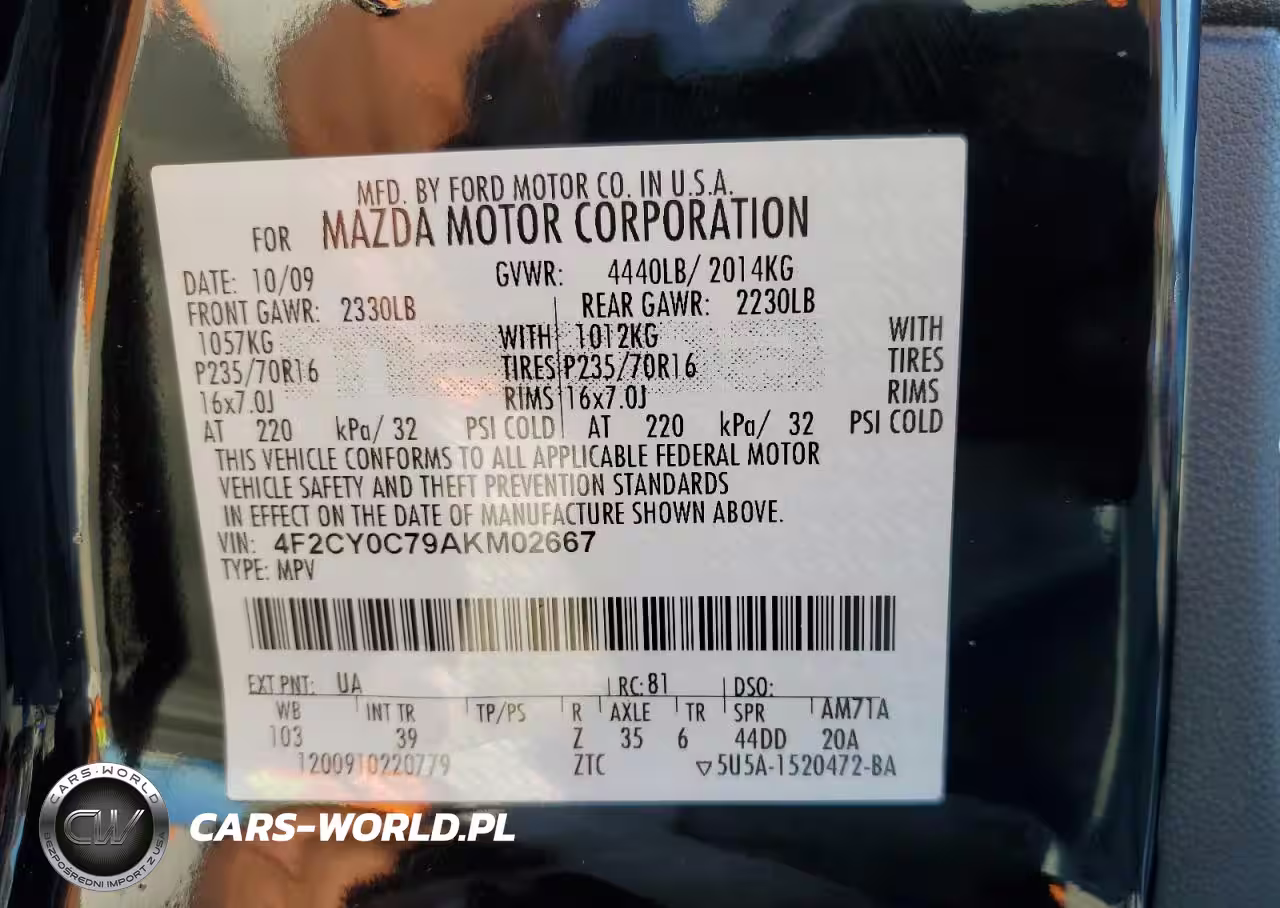 MFD. BY FORD MOTOR CO. IN U.S.A.
FOR MAZDA MOTOR CORPORATION
DATE: 10/09 GVWR: 4440LB/ 2014KG
FRONT GAWR: 2330LB REAR GAWR: 2230LB
1057KG WITH 1012KG WITH
P235/70R16 TIRES P235/70R16 TIRES
16x7.0J RIMS 16x7.0J RIMS
AT 220 kPa/ 32 PSI COLD AT 220 kPa/ 32 PSI COLD
THIS VEHICLE CONFORMS TO ALL APPLICABLE FEDERAL MOTOR
VEHICLE SAFETY AND THEFT PREVENTION STANDARDS
IN EFFECT ON THE DATE OF MANUFACTURE SHOWN ABOVE.
VIN: 4F2CY0C79AKM02667
TYPE: MPV
EXT PNT: UA RC: 81 DSO:
WB INT TR TP/PS R AXLE TR SPR AM71A
103 39 Z 35 6 44DD 20A
1200910220779 ZTC ▽5U5A-1520472-BA
CARS-WORLD
CW
BEZPOŚREDNI IMPORT Z USA
CARS-WORLD.PL